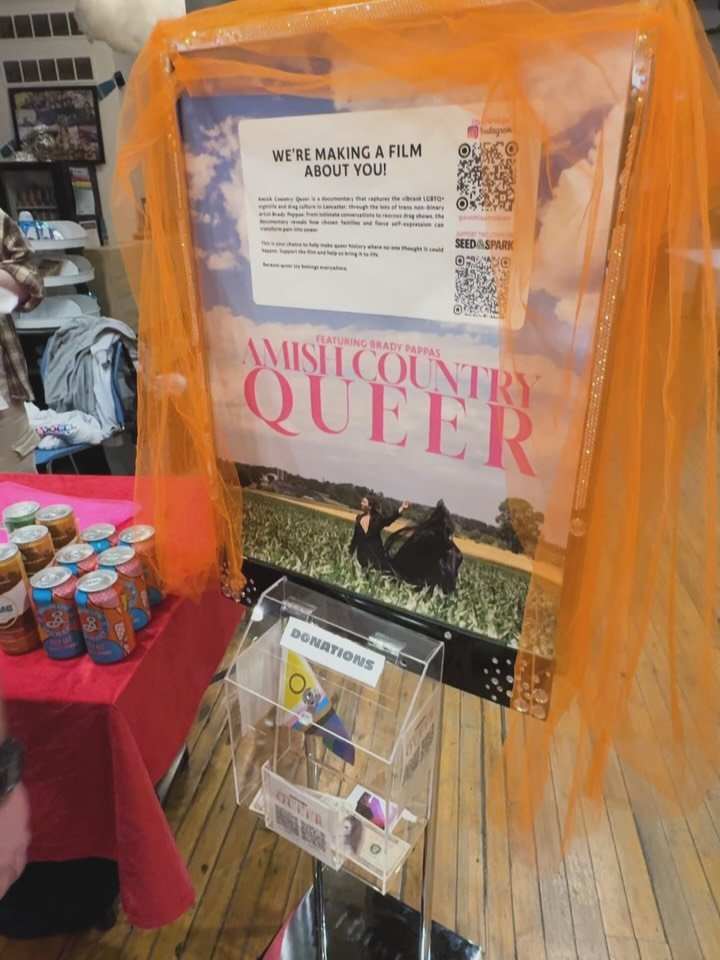 WE'RE MAKING A FILM
ABOUT YOU!
Amish Country Queer is a documentary that captures the vibrant LGBTQ+
nightlife and drag culture in Lancaster, through the lens of trans non-binary
artist Brady Pappas. From intimate conversations to raucous drag shows, the
documentary reveals how chosen families and fierce self-expression can
transform pain into power.
This is your chance to help make queer history where no one thought it could
happen. Support the film and help us bring it to life.
Because queer joy belongs everywhere.
Instagram
SEED&SPARK
FEATURING BRADY PAPPAS
AMISH COUNTRY
QUEER
DONATIONS
QUEER